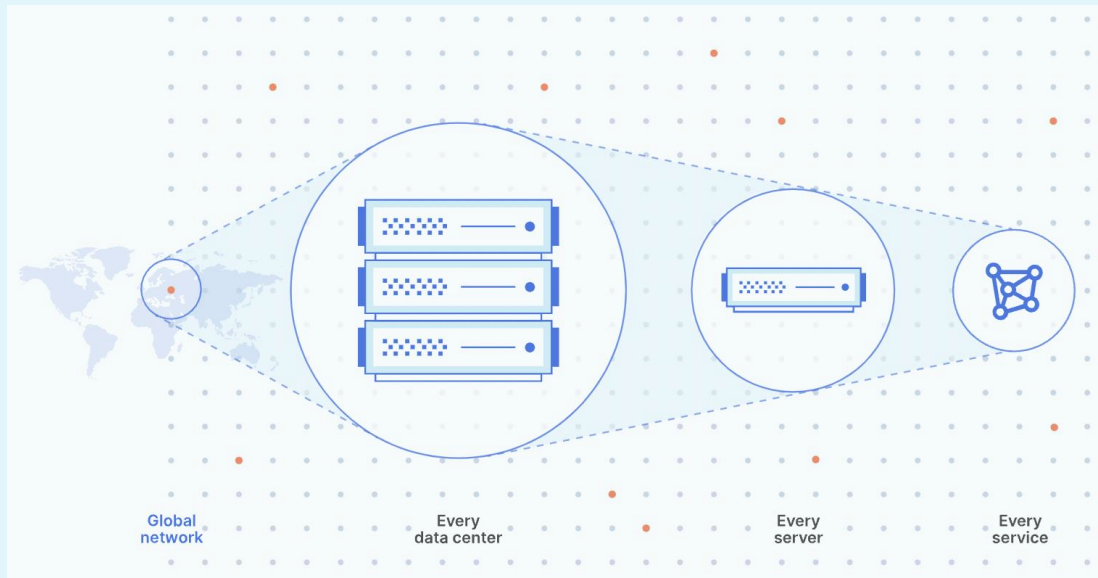 Global
network
Every
data center
Every
server
Every
service